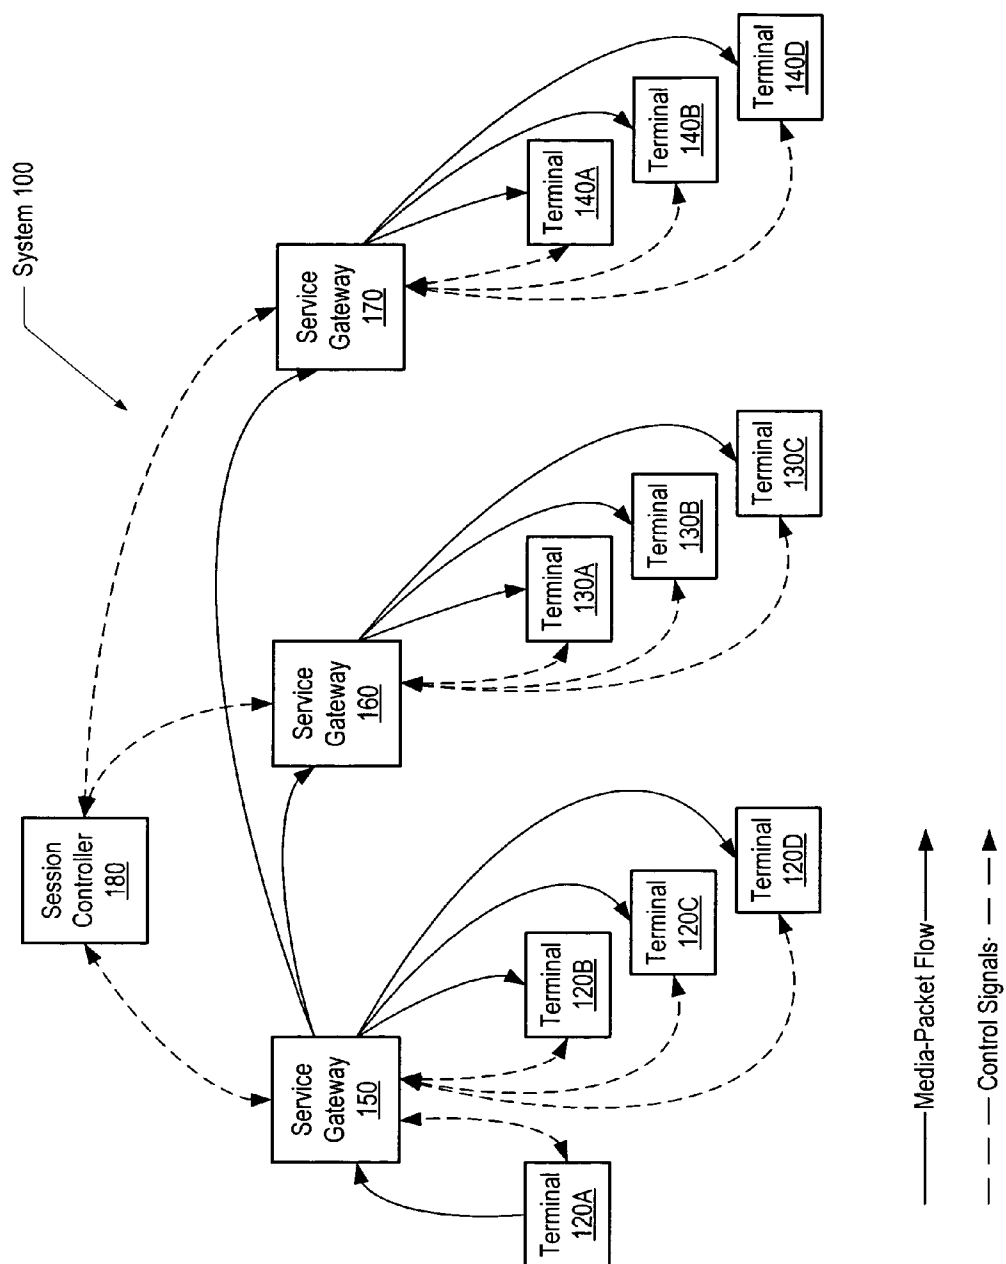 System 100
Session
Controller
180
Service
Gateway
150
Service
Gateway
160
Service
Gateway
170
Terminal
120A
Terminal
120B
Terminal
120C
Terminal
120D
Terminal
130A
Terminal
130B
Terminal
130C
Terminal
140A
Terminal
140B
Terminal
140D
Media-Packet Flow
Control Signals